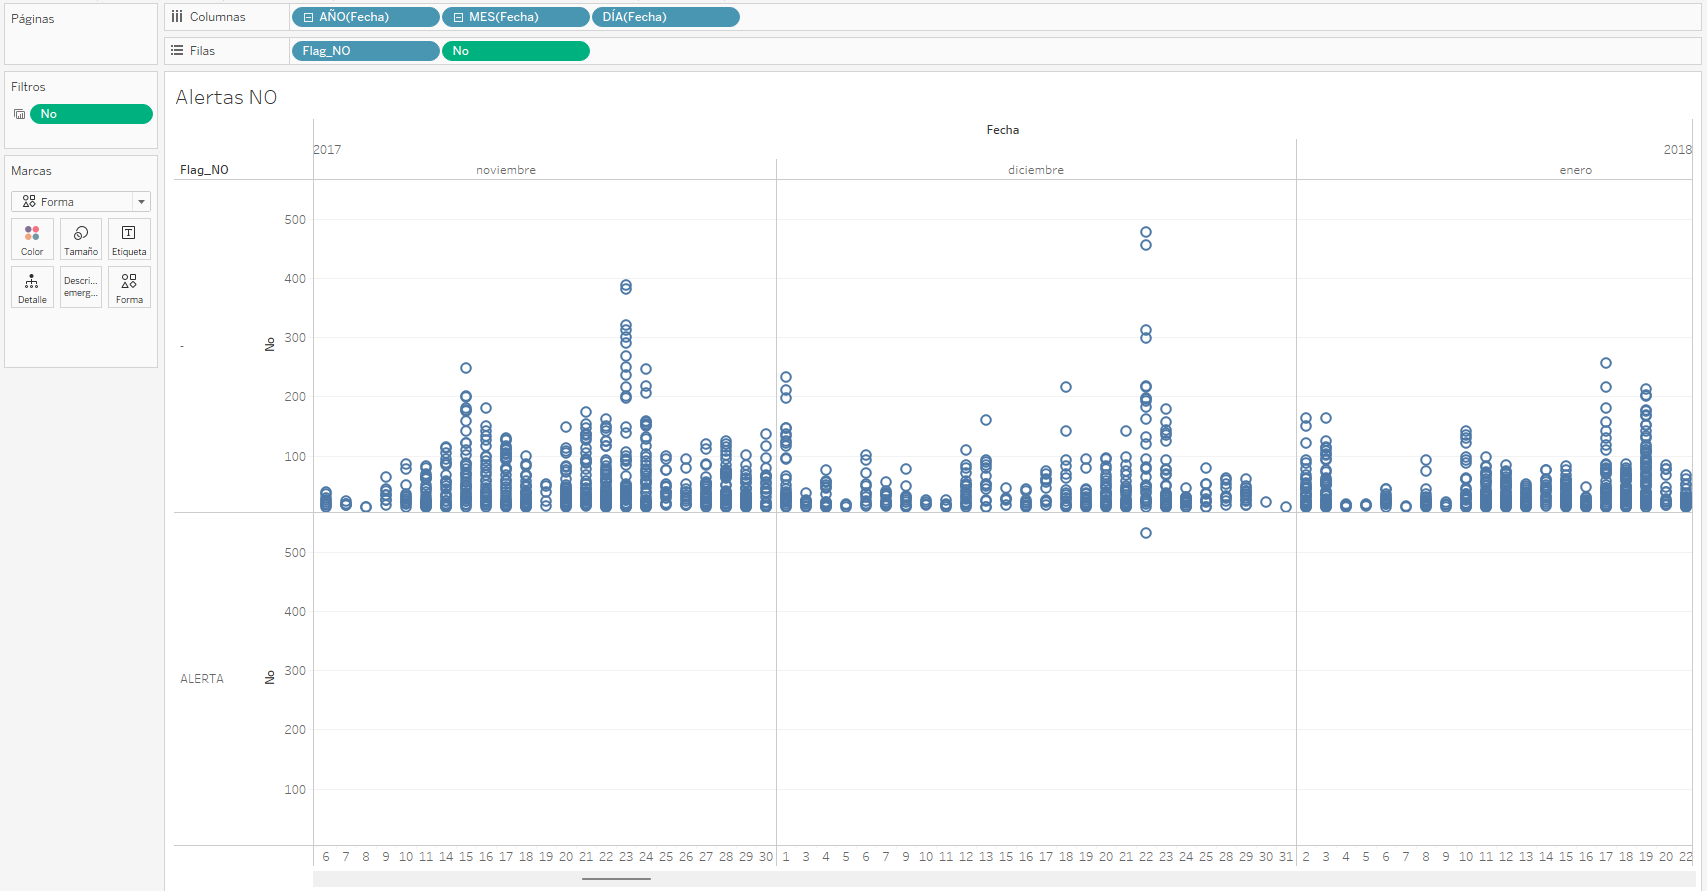 Páginas
Columnas
AÑO(Fecha) MES(Fecha) DÍA(Fecha)
Filas
Flag_NO No
Filtros
No
Marcas
Forma
Color Tamaño Etiqueta
Detalle Descri... emerg... Forma
Alertas NO
Fecha
2017 2018
Flag_NO noviembre diciembre enero
500
400
300
200
100
-
No
500
400
300
200
100
ALERTA
No
6 7 8 9 10 11 14 15 16 17 18 19 20 21 22 23 24 25 26 27 28 29 30 1 3 4 5 6 7 9 10 11 12 13 15 16 17 18 19 20 21 22 23 24 25 28 29 30 31 2 3 4 5 6 7 8 9 10 11 12 13 14 15 16 17 18 19 20 22